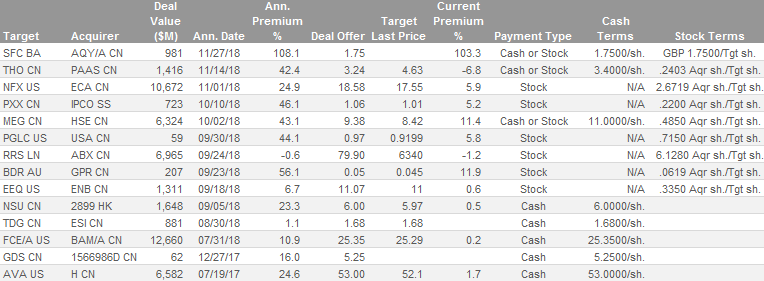 Deal Ann. Target Current
Value Premium Premium Cash
Target Acquirer ($M) Ann. Date % Deal Offer Last Price % Payment Type Terms Stock Terms
SFC BA AQY/A CN 981 11/27/18 108.1 1.75 103.3 Cash or Stock 1.7500/sh. GBP 1.7500/Tgt sh.
THO CN PAAS CN 1,416 11/14/18 42.4 3.24 4.63 -6.8 Cash or Stock 3.4000/sh. .2403 Aqr sh./Tgt sh.
NFX US ECA CN 10,672 11/01/18 24.9 18.58 17.55 5.9 Stock N/A 2.6719 Aqr sh./Tgt sh.
PXX CN IPCO SS 723 10/10/18 46.1 1.06 1.01 5.2 Stock N/A .2200 Aqr sh./Tgt sh.
MEG CN HSE CN 6,324 10/02/18 43.1 9.38 8.42 11.4 Cash or Stock 11.0000/sh. .4850 Aqr sh./Tgt sh.
PGLC US USA CN 59 09/30/18 44.1 0.97 0.9199 5.8 Stock N/A .7150 Aqr sh./Tgt sh.
RRS LN ABX CN 6,965 09/24/18 -0.6 79.90 6340 -1.2 Stock N/A 6.1280 Aqr sh./Tgt sh.
BDR AU GPR CN 207 09/23/18 56.1 0.05 0.045 11.9 Stock N/A .0619 Aqr sh./Tgt sh.
EEQ US ENB CN 1,311 09/18/18 6.7 11.07 11 0.6 Stock N/A .3350 Aqr sh./Tgt sh.
NSU CN 2899 HK 1,648 09/05/18 23.3 6.00 5.97 0.5 Cash 6.0000/sh.
TDG CN ESI CN 881 08/30/18 1.1 1.68 1.68 Cash 1.6800/sh.
FCE/A US BAM/A CN 12,660 07/31/18 10.9 25.35 25.29 0.2 Cash 25.3500/sh.
GDS CN 1566986D CN 62 12/27/17 16.0 5.25 Cash 5.2500/sh.
AVA US H CN 6,582 07/19/17 24.6 53.00 52.1 1.7 Cash 53.0000/sh.